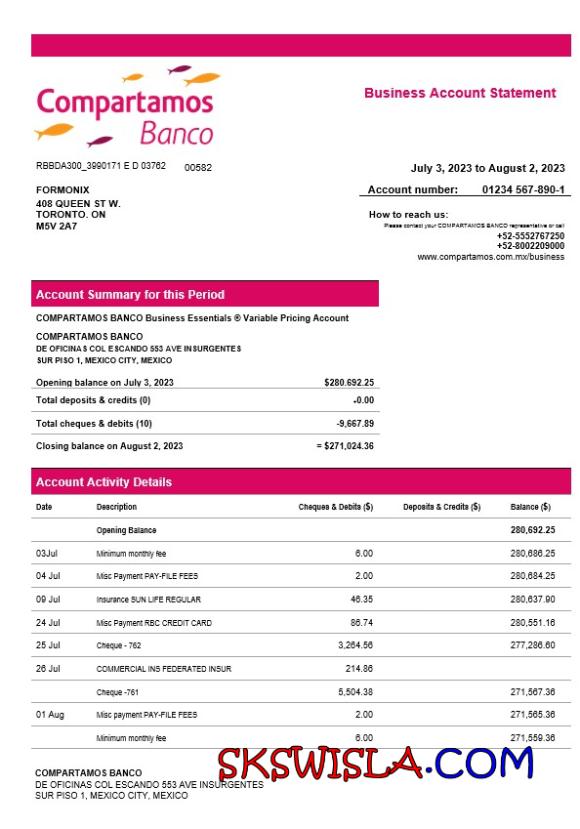 Compartamos
Banco
Business Account Statement
RBBDA300_3990171 E D 03762 00582
July 3, 2023 to August 2, 2023
FORMONIX
408 QUEEN ST W.
TORONTO. ON
M5V 2A7
Account number: 01234 567-890-1
How to reach us:
Please contact your COMPARTAMOS BANCO representative or call
+52-5552767250
+52-8002209000
www.compartamos.com.mx/business
Account Summary for this Period
COMPARTAMOS BANCO Business Essentials ® Variable Pricing Account
COMPARTAMOS BANCO
DE OFICINAS COL ESCANDO 553 AVE INSURGENTES
SUR PISO 1, MEXICO CITY, MEXICO
Opening balance on July 3, 2023 $280.692.25
Total deposits & credits (0) -0.00
Total cheques & debits (10) -9,667.89
Closing balance on August 2, 2023 = $271,024.36
Account Activity Details
Date Description Cheques & Debits ($) Deposits & Credits ($) Balance ($)
Opening Balance 280,692.25
03Jul Minimum monthly fee 6.00 280,686.25
04 Jul Misc Payment PAY-FILE FEES 2.00 280,684.25
09 Jul Insurance SUN LIFE REGULAR 46.35 280,637.90
24 Jul Misc Payment RBC CREDIT CARD 86.74 280,551.16
25 Jul Cheque - 762 3,264.56 277,286.60
26 Jul COMMERCIAL INS FEDERATED INSUR 214.86
Cheque -761 5,504.38 271,567.36
01 Aug Misc payment PAY-FILE FEES 2.00 271,565.36
Minimum monthly fee 6.00 271,559.36
SKSWISLA.COM
COMPARTAMOS BANCO
DE OFICINAS COL ESCANDO 553 AVE INSURGENTES
SUR PISO 1, MEXICO CITY, MEXICO